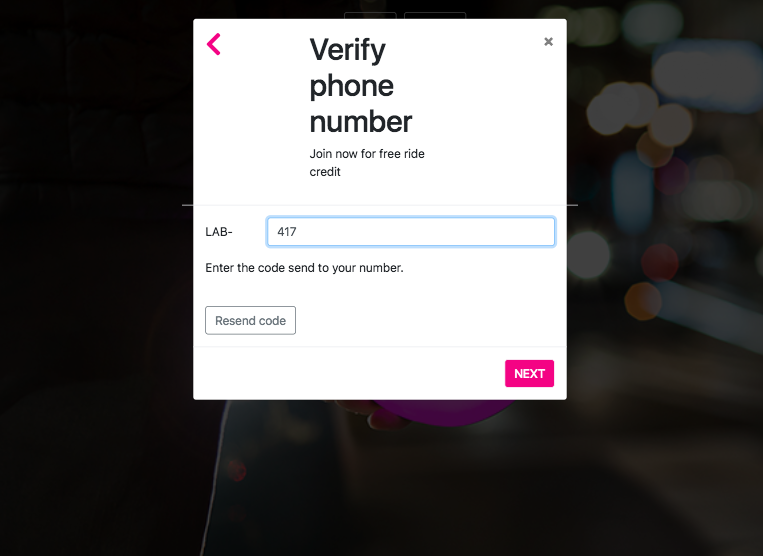 Verify
phone
number
×
Join now for free ride
credit
LAB- 417
Enter the code send to your number.
Resend code
NEXT